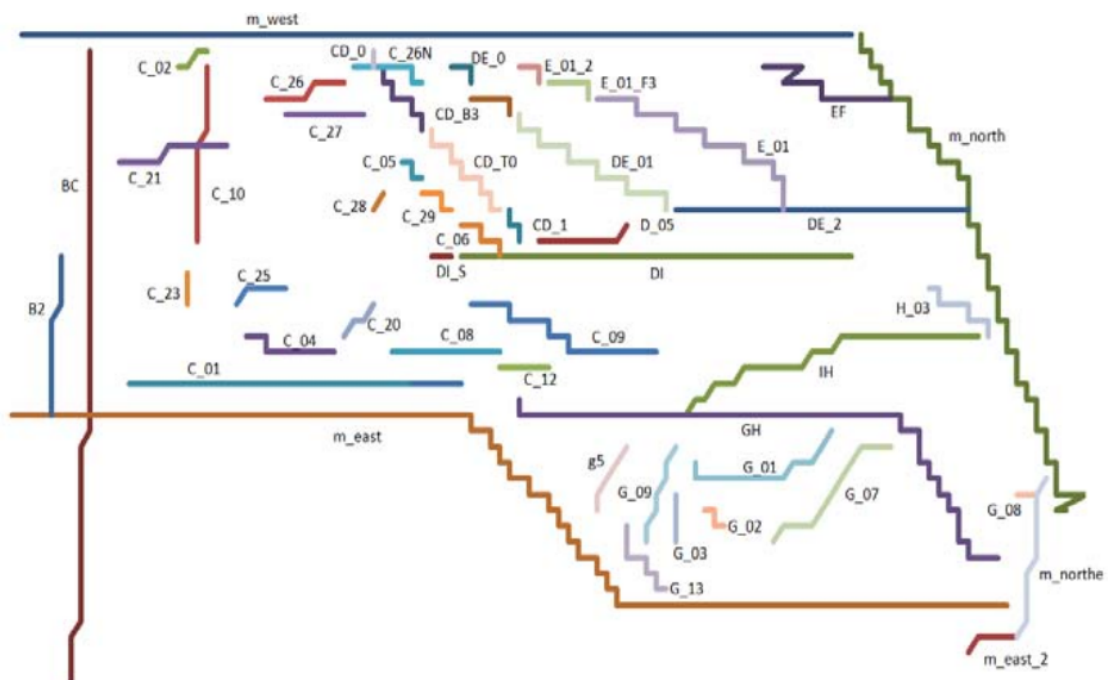 m_west
CD_0
C_26N
DE_0
E_01_2
C_02
C_26
E_01_F3
EF
CD_B3
C_27
m_north
E_01
C_05
CD_T0
DE_01
C_21
BC
C_10
C_28
C_29
CD_1
D_05
DE_2
C_06
DI_S
DI
C_25
C_23
B2
H_03
C_20
C_04
C_08
C_09
C_01
C_12
IH
m_east
GH
g5
G_09
G_01
G_07
G_08
G_02
G_03
m_northe
G_13
m_east_2